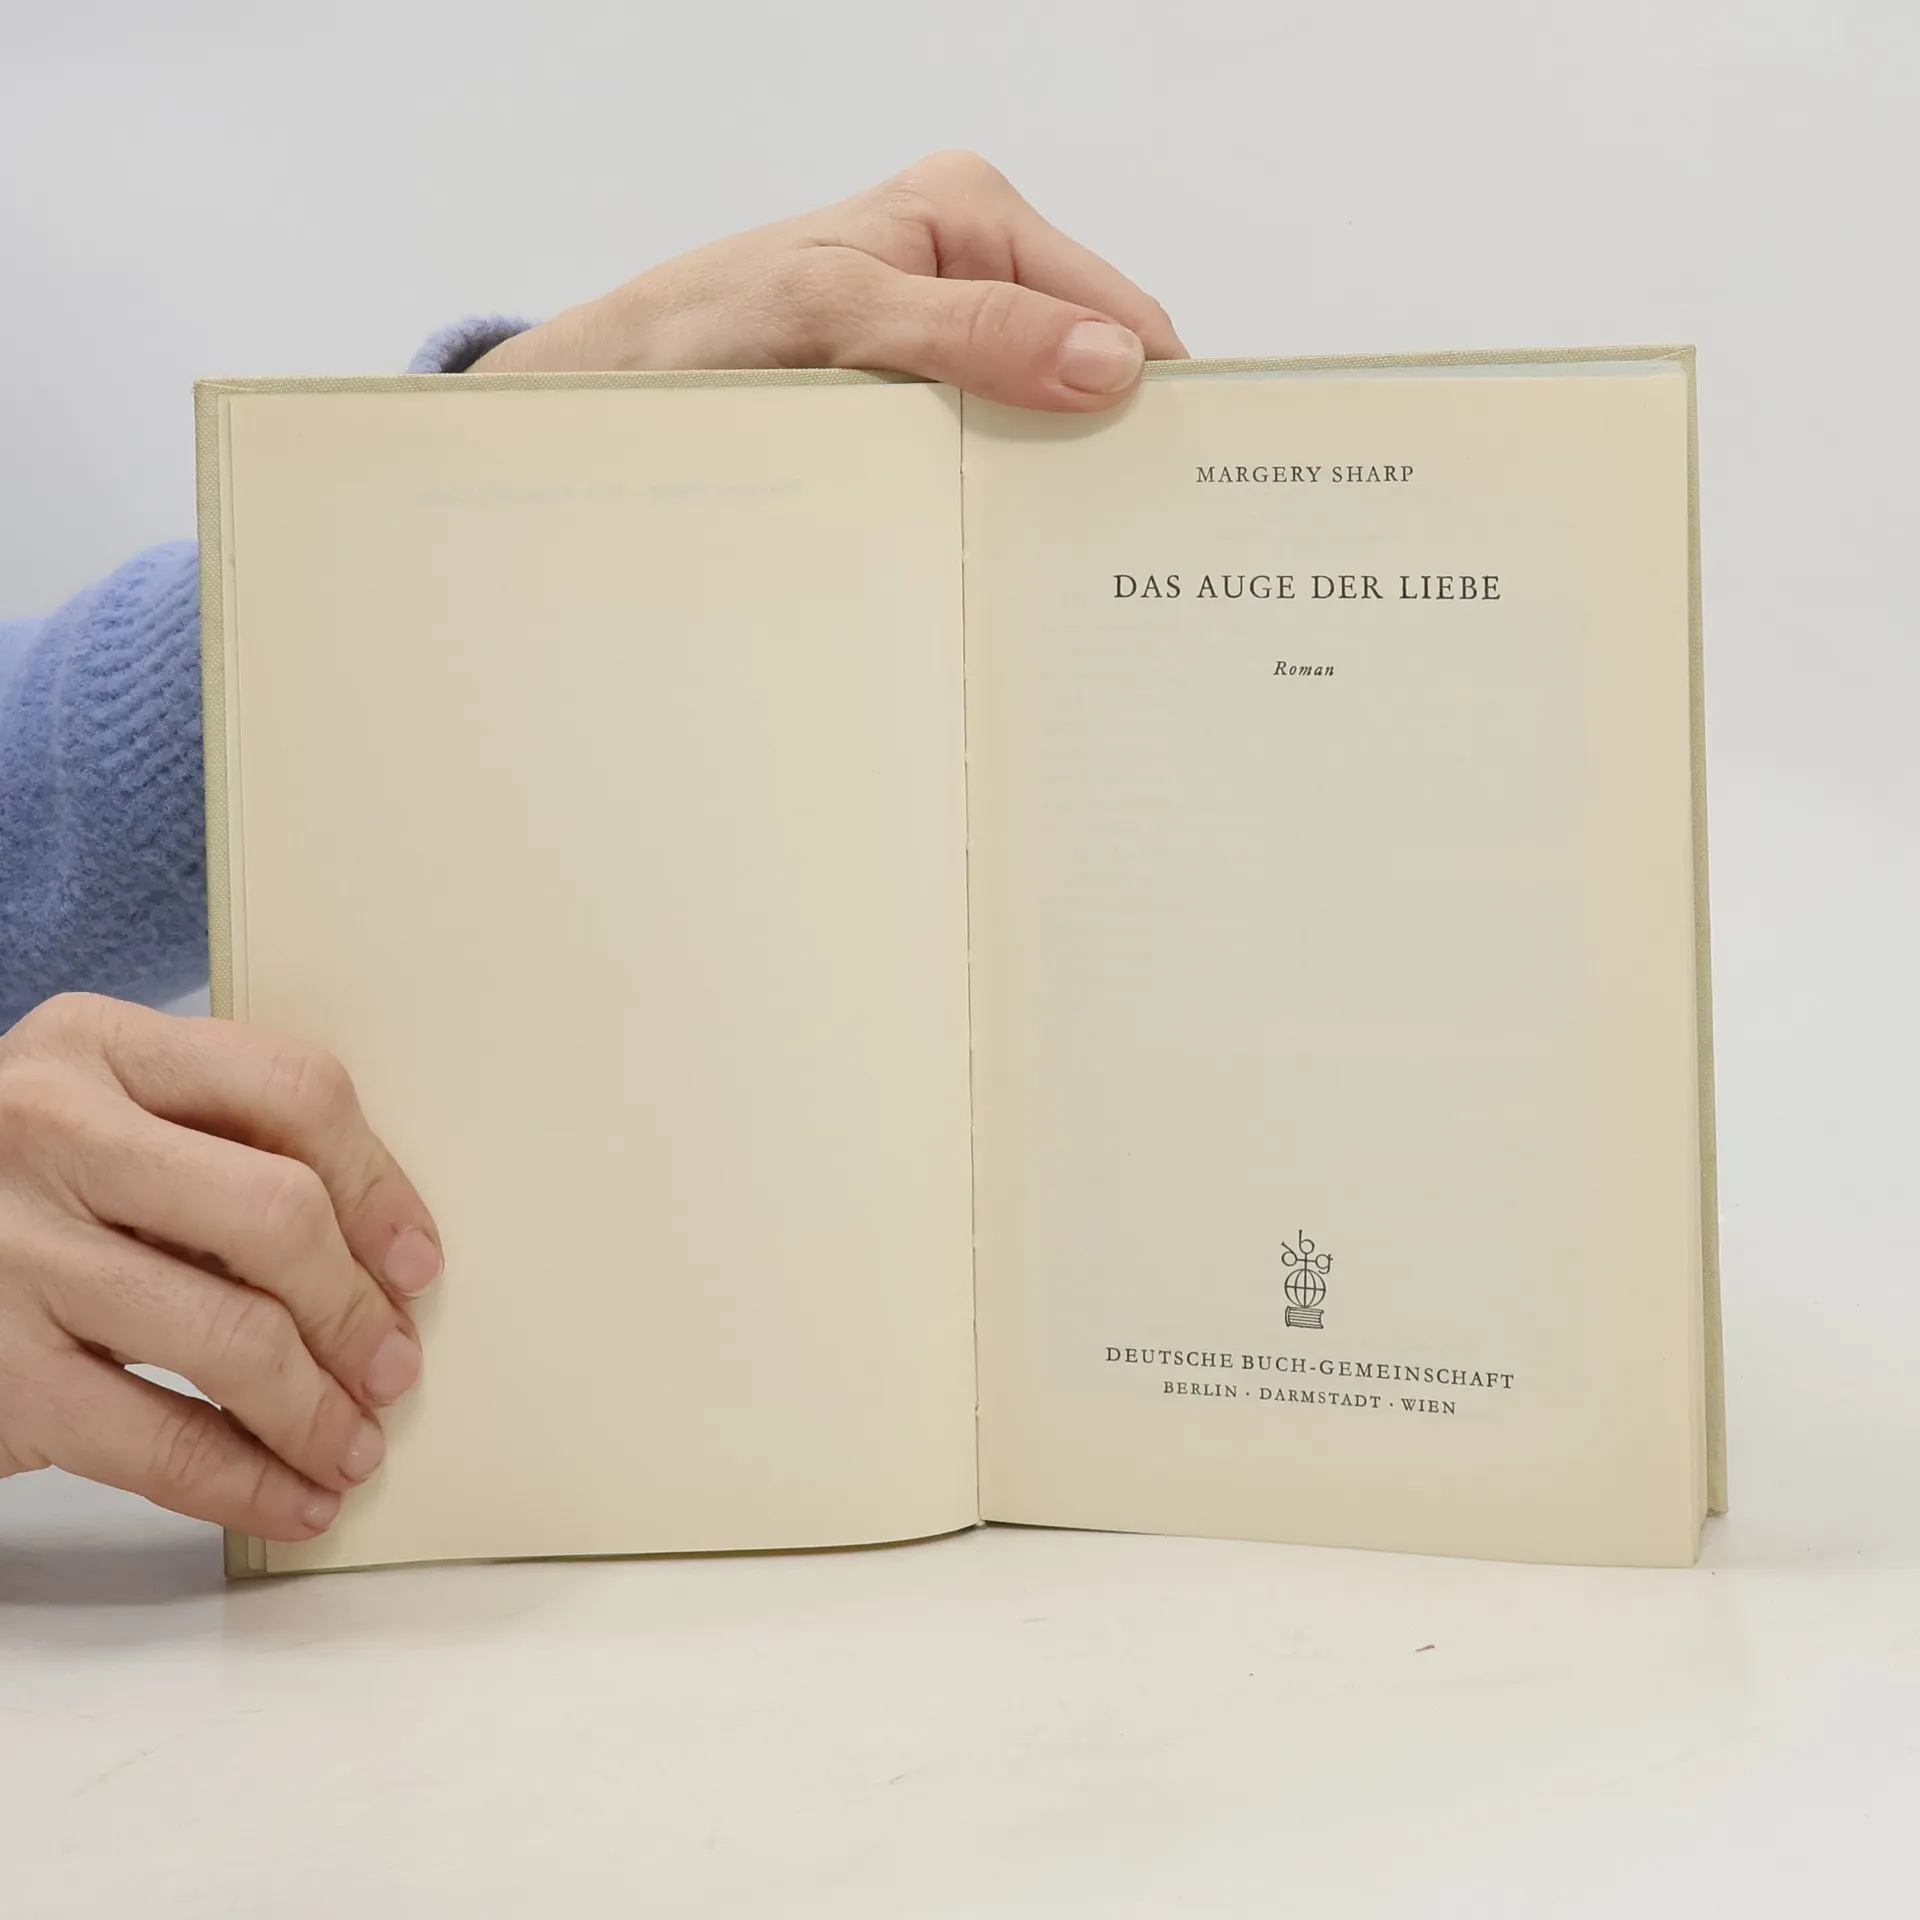 MARGERY SHARP
DAS AUGE DER LIEBE
Roman
dbg
DEUTSCHE BUCH-GEMEINSCHAFT
BERLIN · DARMSTADT · WIEN